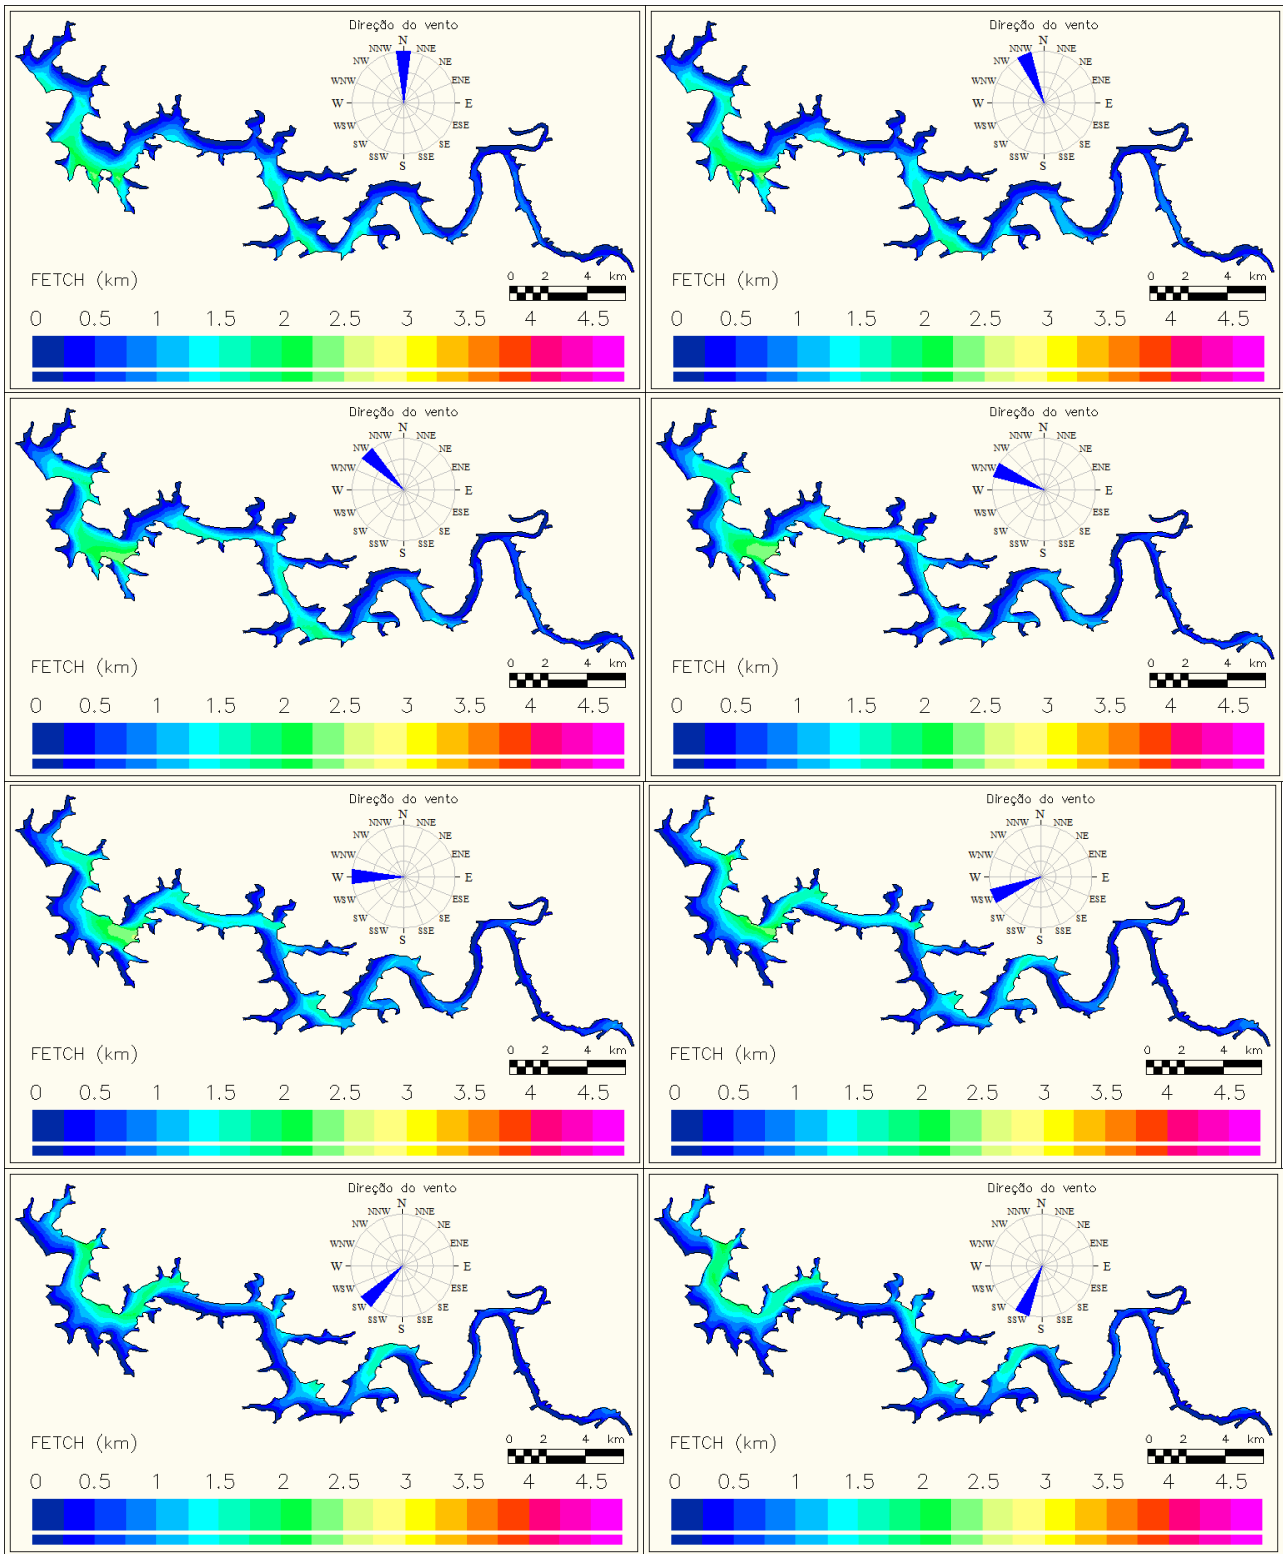 Direção do vento
N
NNW NNE
NW NE
WNW ENE
W E
WSW ESE
SW SE
SSW SSE
S
FETCH (km)
0 2 4 km
0 0.5 1 1.5 2 2.5 3 3.5 4 4.5
Direção do vento
N
NNW NNE
NW NE
WNW ENE
W E
WSW ESE
SW SE
SSW SSE
S
FETCH (km)
0 2 4 km
0 0.5 1 1.5 2 2.5 3 3.5 4 4.5
Direção do vento
N
NNW NNE
NW NE
WNW ENE
W E
WSW ESE
SW SE
SSW SSE
S
FETCH (km)
0 2 4 km
0 0.5 1 1.5 2 2.5 3 3.5 4 4.5
Direção do vento
N
NNW NNE
NW NE
WNW ENE
W E
WSW ESE
SW SE
SSW SSE
S
FETCH (km)
0 2 4 km
0 0.5 1 1.5 2 2.5 3 3.5 4 4.5
Direção do vento
N
NNW NNE
NW NE
WNW ENE
W E
WSW ESE
SW SE
SSW SSE
S
FETCH (km)
0 2 4 km
0 0.5 1 1.5 2 2.5 3 3.5 4 4.5
Direção do vento
N
NNW NNE
NW NE
WNW ENE
W E
WSW ESE
SW SE
SSW SSE
S
FETCH (km)
0 2 4 km
0 0.5 1 1.5 2 2.5 3 3.5 4 4.5
Direção do vento
N
NNW NNE
NW NE
WNW ENE
W E
WSW ESE
SW SE
SSW SSE
S
FETCH (km)
0 2 4 km
0 0.5 1 1.5 2 2.5 3 3.5 4 4.5
Direção do vento
N
NNW NNE
NW NE
WNW ENE
W E
WSW ESE
SW SE
SSW SSE
S
FETCH (km)
0 2 4 km
0 0.5 1 1.5 2 2.5 3 3.5 4 4.5